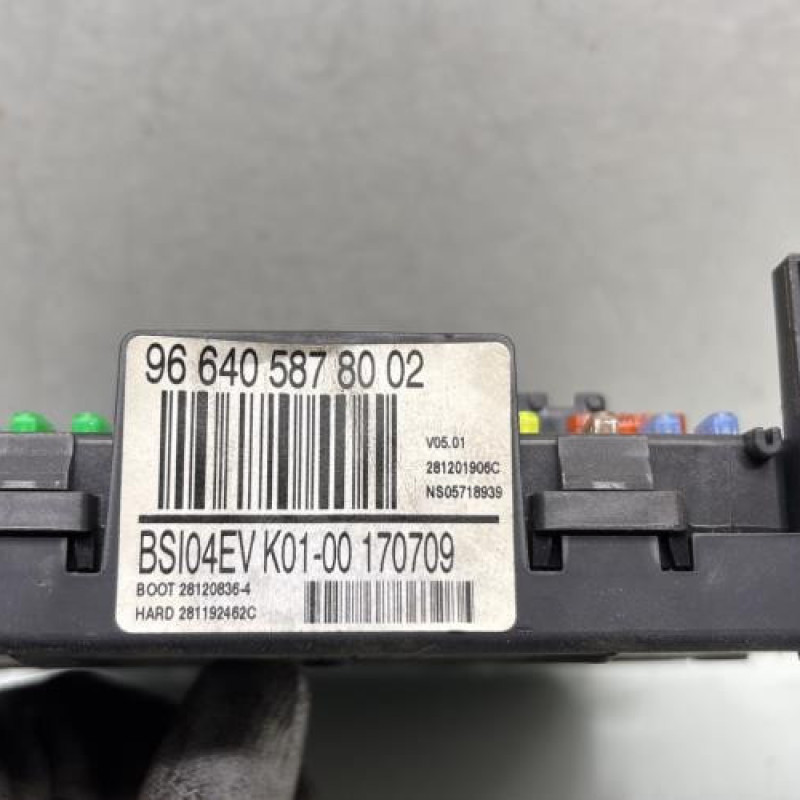 96 640 587 80 02
V05.01
281201906C
NS05718939
BSI04EV K01-00 170709
BOOT 28120836-4
HARD 281192462C